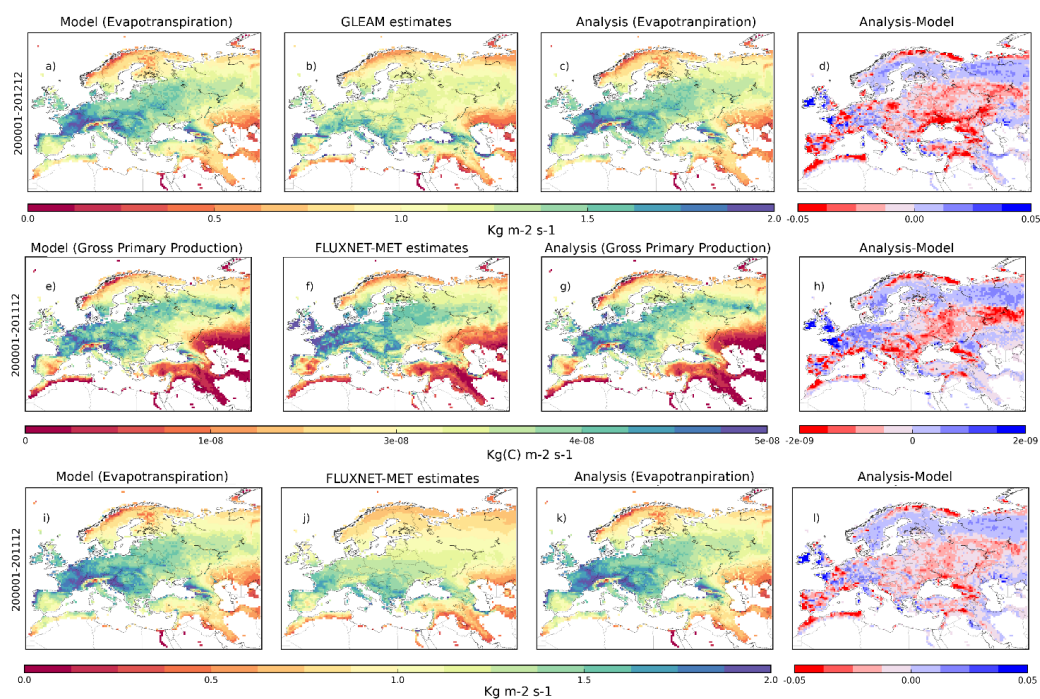 Model (Evapotranspiration) GLEAM estimates Analysis (Evapotranpiration) Analysis-Model
200001-201212
a) b) c) d)
0.0 0.5 1.0 1.5 2.0 -0.05 0.00 0.05
Kg m-2 s-1
Model (Gross Primary Production) FLUXNET-MET estimates Analysis (Gross Primary Production) Analysis-Model
200001-201112
e) f) g) h)
0 1e-08 3e-08 4e-08 5e-08 -2e-09 0 2e-09
Kg(C) m-2 s-1
Model (Evapotranspiration) FLUXNET-MET estimates Analysis (Evapotranpiration) Analysis-Model
200001-201112
i) j) k) l)
0.0 0.5 1.0 1.5 2.0 -0.05 0.00 0.05
Kg m-2 s-1